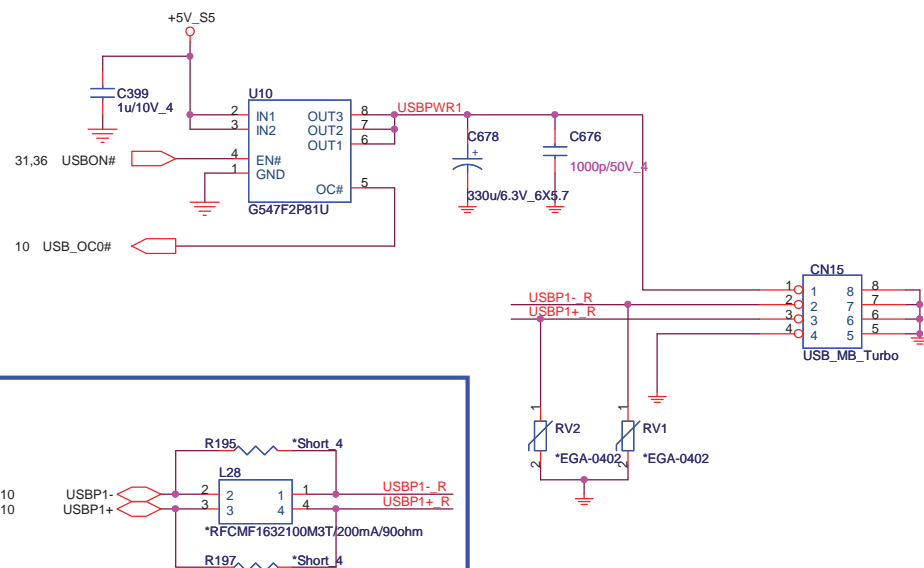 +5V_S5
C399
1u/10V_4
U10
2 IN1 OUT3 8 USBPWR1
3 IN2 OUT2 7
OUT1 6
31,36 USBON# 4 EN#
1 GND
OC# 5
G547F2P81U
C678
+
330u/6.3V_6X5.7
C676
1000p/50V_4
10 USB_OC0#
CN15
1 1 8 8
USBP1-_R 2 2 7 7
USBP1+_R 3 3 6 6
4 4 5 5
USB_MB_Turbo
1 RV2 1 RV1
2 *EGA-0402 2 *EGA-0402
R195 *Short_4
L28
10 USBP1- 2 2 1 1 USBP1-_R
10 USBP1+ 3 3 4 4 USBP1+_R
*RFCMF1632100M3T/200mA/90ohm
R197 *Short_4